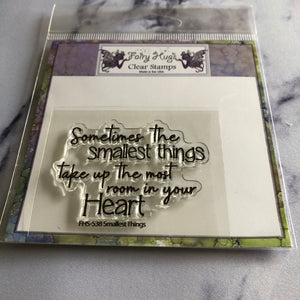 Fairy Hugs
Clear Stamps
Made in the USA
Sometimes the
smallest things
take up the most
room in your
Heart
FHS-538 Smallest Things